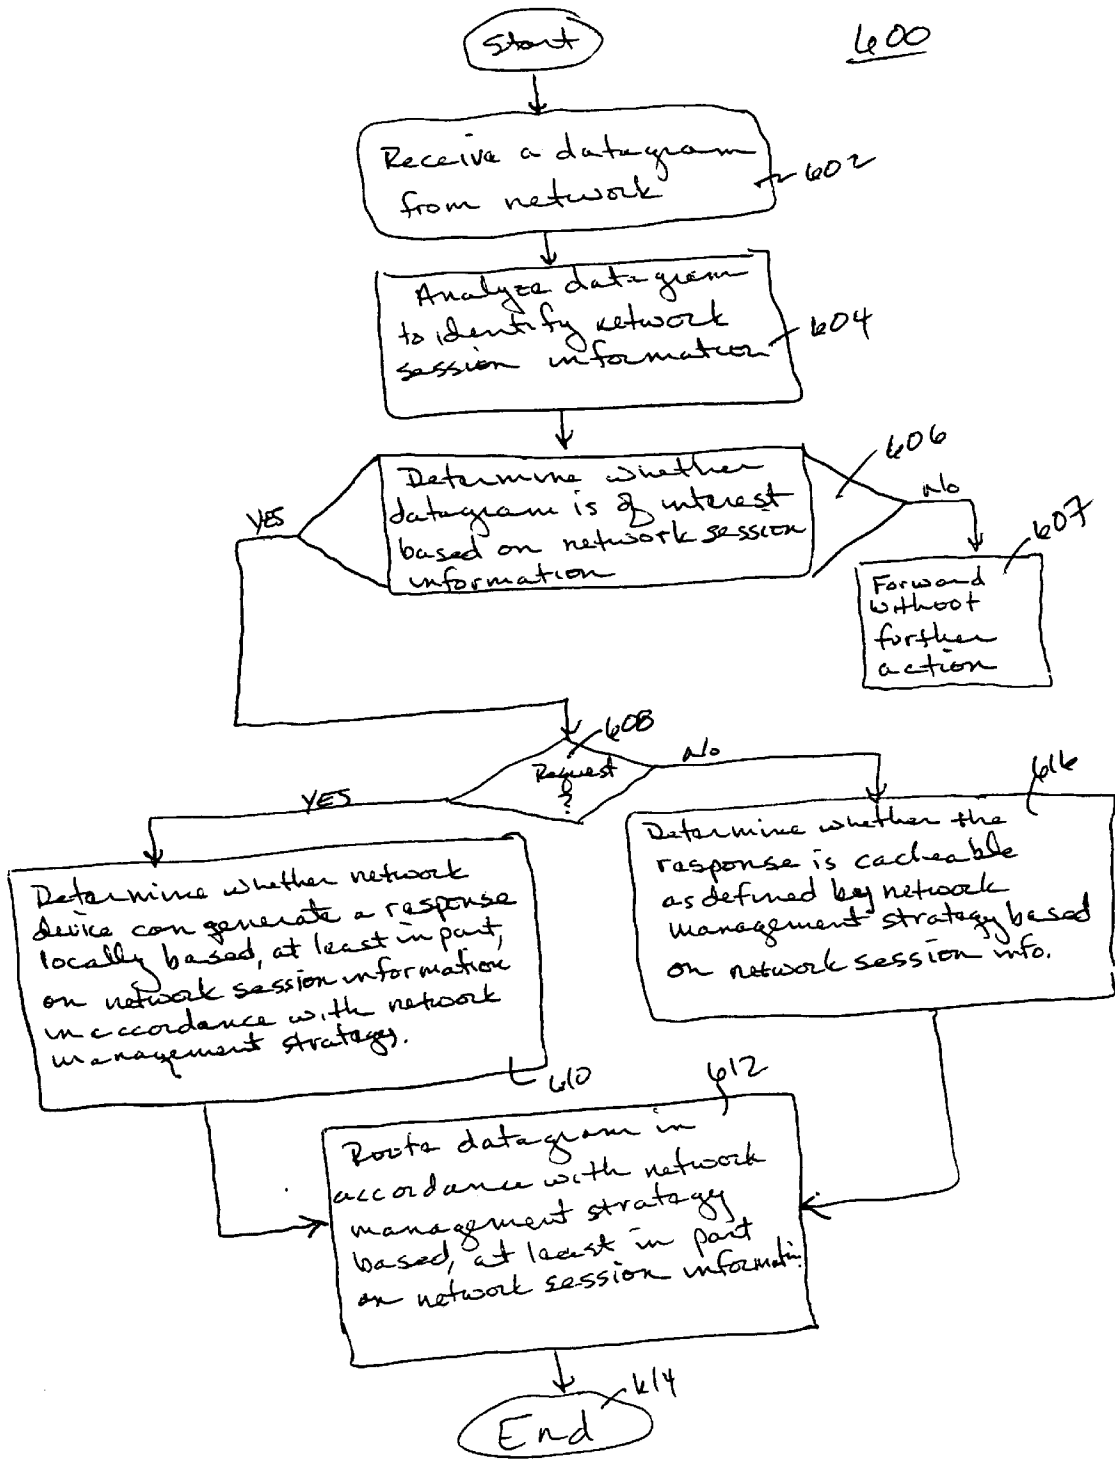 Start
600
Receive a datagram
from network
602
Analyze datagram
to identify network
session information
604
Determine whether
datagram is of interest
based on network session
information
606
YES
No
607
Forward
without
further
action
608
Request
?
YES
No
616
Determine whether network
device can generate a response
locally based, at least in part,
on network session information
in accordance with network
management strategy.
610
Determine whether the
response is cacheable
as defined by network
management strategy based
on network session info.
612
Route datagram in
accordance with network
management strategy
based, at least in part
on network session information.
614
End